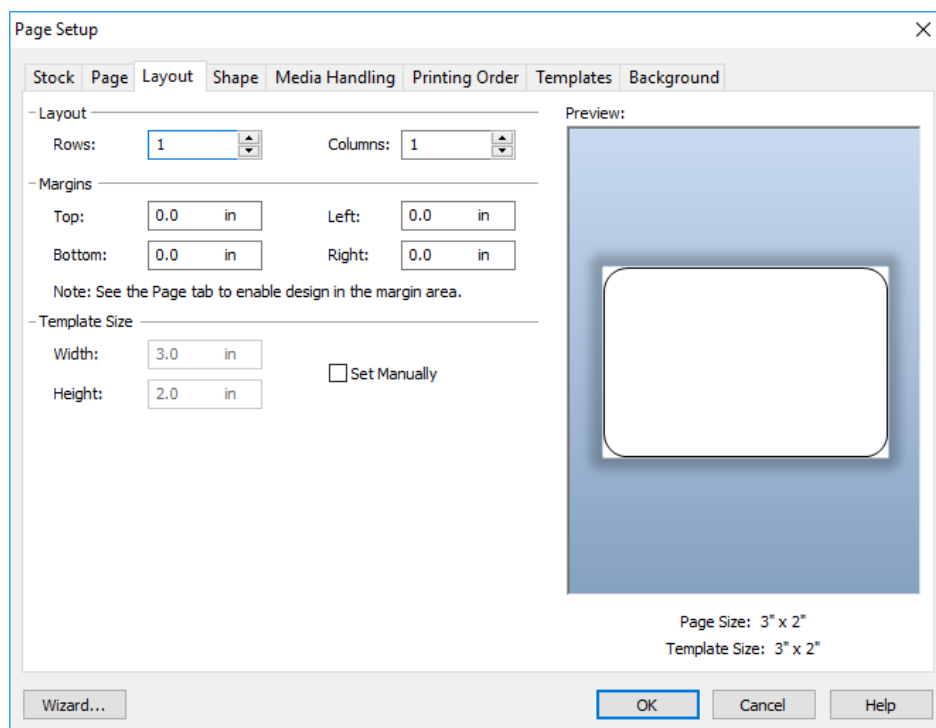 Page Setup
Stock Page Layout Shape Media Handling Printing Order Templates Background
Layout
Rows: 1 Columns: 1
Margins
Top: 0.0 in Left: 0.0 in
Bottom: 0.0 in Right: 0.0 in
Note: See the Page tab to enable design in the margin area.
Template Size
Width: 3.0 in
Set Manually
Height: 2.0 in
Preview:
Page Size: 3" x 2"
Template Size: 3" x 2"
Wizard... OK Cancel Help